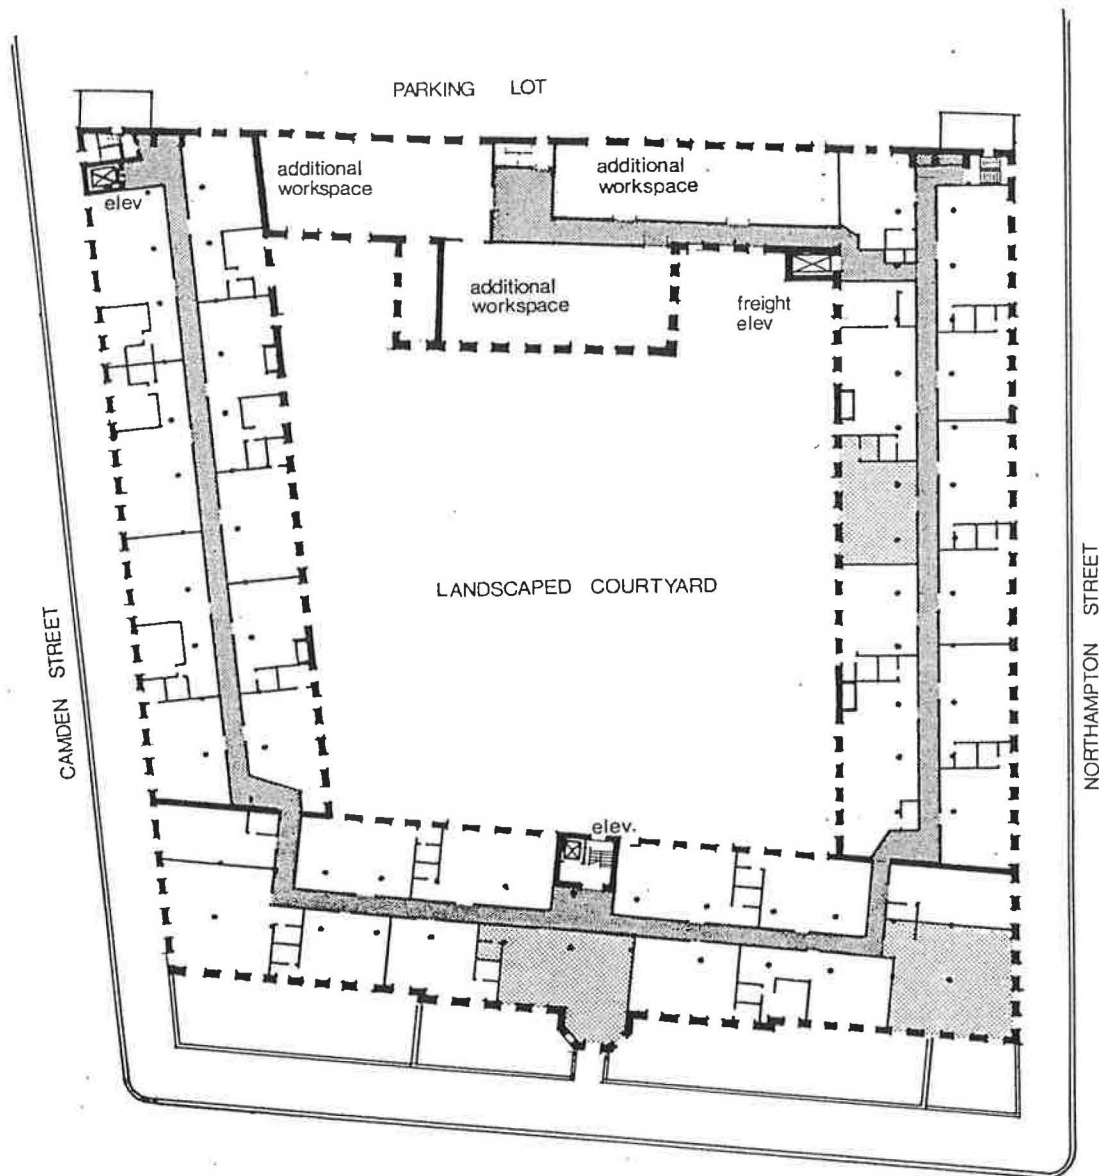 PARKING LOT
additional
workspace
additional
workspace
elev
additional
workspace
freight
elev
LANDSCAPED COURTYARD
CAMDEN STREET
NORTHAMPTON STREET
elev.